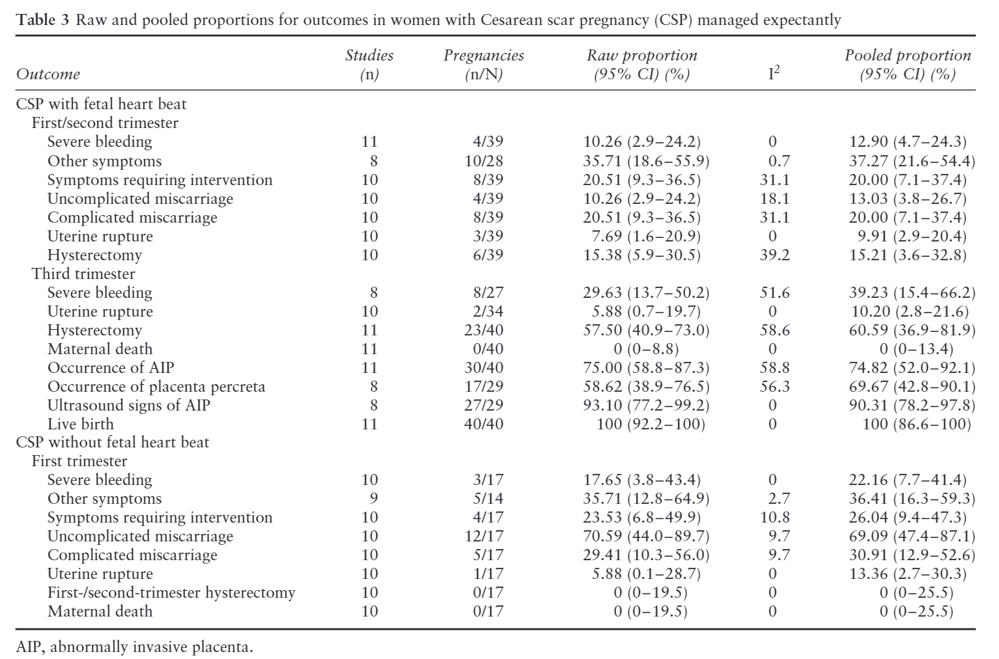 Table 3 Raw and pooled proportions for outcomes in women with Cesarean scar pregnancy (CSP) managed expectantly
Studies Pregnancies Raw proportion Pooled proportion
Outcome (n) (n/N) (95% CI) (%) I² (95% CI) (%)
CSP with fetal heart beat
First/second trimester
Severe bleeding 11 4/39 10.26 (2.9–24.2) 0 12.90 (4.7–24.3)
Other symptoms 8 10/28 35.71 (18.6–55.9) 0.7 37.27 (21.6–54.4)
Symptoms requiring intervention 10 8/39 20.51 (9.3–36.5) 31.1 20.00 (7.1–37.4)
Uncomplicated miscarriage 10 4/39 10.26 (2.9–24.2) 18.1 13.03 (3.8–26.7)
Complicated miscarriage 10 8/39 20.51 (9.3–36.5) 31.1 20.00 (7.1–37.4)
Uterine rupture 10 3/39 7.69 (1.6–20.9) 0 9.91 (2.9–20.4)
Hysterectomy 10 6/39 15.38 (5.9–30.5) 39.2 15.21 (3.6–32.8)
Third trimester
Severe bleeding 8 8/27 29.63 (13.7–50.2) 51.6 39.23 (15.4–66.2)
Uterine rupture 10 2/34 5.88 (0.7–19.7) 0 10.20 (2.8–21.6)
Hysterectomy 11 23/40 57.50 (40.9–73.0) 58.6 60.59 (36.9–81.9)
Maternal death 11 0/40 0 (0–8.8) 0 0 (0–13.4)
Occurrence of AIP 11 30/40 75.00 (58.8–87.3) 58.8 74.82 (52.0–92.1)
Occurrence of placenta percreta 8 17/29 58.62 (38.9–76.5) 56.3 69.67 (42.8–90.1)
Ultrasound signs of AIP 8 27/29 93.10 (77.2–99.2) 0 90.31 (78.2–97.8)
Live birth 11 40/40 100 (92.2–100) 0 100 (86.6–100)
CSP without fetal heart beat
First trimester
Severe bleeding 10 3/17 17.65 (3.8–43.4) 0 22.16 (7.7–41.4)
Other symptoms 9 5/14 35.71 (12.8–64.9) 2.7 36.41 (16.3–59.3)
Symptoms requiring intervention 10 4/17 23.53 (6.8–49.9) 10.8 26.04 (9.4–47.3)
Uncomplicated miscarriage 10 12/17 70.59 (44.0–89.7) 9.7 69.09 (47.4–87.1)
Complicated miscarriage 10 5/17 29.41 (10.3–56.0) 9.7 30.91 (12.9–52.6)
Uterine rupture 10 1/17 5.88 (0.1–28.7) 0 13.36 (2.7–30.3)
First-/second-trimester hysterectomy 10 0/17 0 (0–19.5) 0 0 (0–25.5)
Maternal death 10 0/17 0 (0–19.5) 0 0 (0–25.5)
AIP, abnormally invasive placenta.